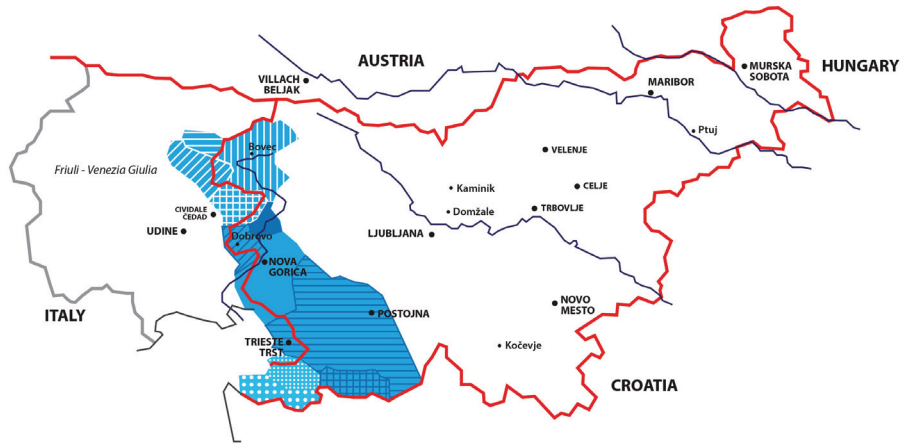 AUSTRIA
HUNGARY
VILLACH
BELJAK
MARIBOR
MURSKA
SOBOTA
Ptuj
Bovec
VELENJE
Friuli - Venezia Giulia
Kaminik
CELJE
CIVIDALE
ČEDAD
Domžale
TRBOVLJE
UDINE
Dobrovo
LJUBLJANA
NOVA
GORICA
ITALY
POSTOJNA
NOVO
MESTO
TRIESTE
TRST
Kočevje
CROATIA